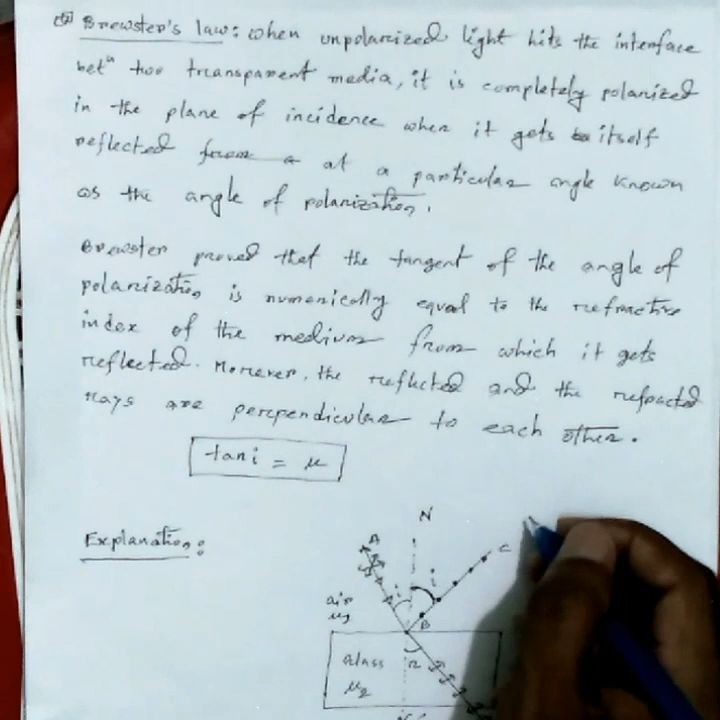 Brewster's law: when unpolarized light hits the interface
betⁿ two transparent media, it is completely polarized
in the plane of incidence when it gets itself
reflected at a particular angle known
as the angle of polarization.
Brewster proved that the tangent of the angle of
polarization is numerically equal to the refractive
index of the medium from which it gets
reflected. Moreover, the reflected and the refracted
rays are perpendicular to each other.
tan i = μ
Explanation:
N
A
C
i
i
air
μ₁
B
Glass
r
μ₂